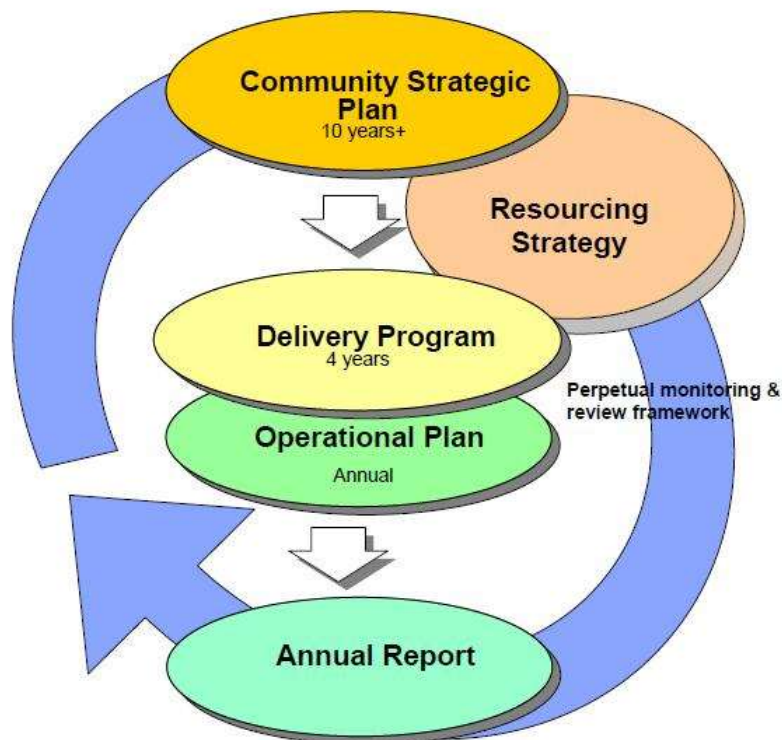 Community Strategic
Plan
10 years+
Resourcing
Strategy
Delivery Program
4 years
Perpetual monitoring &
review framework
Operational Plan
Annual
Annual Report